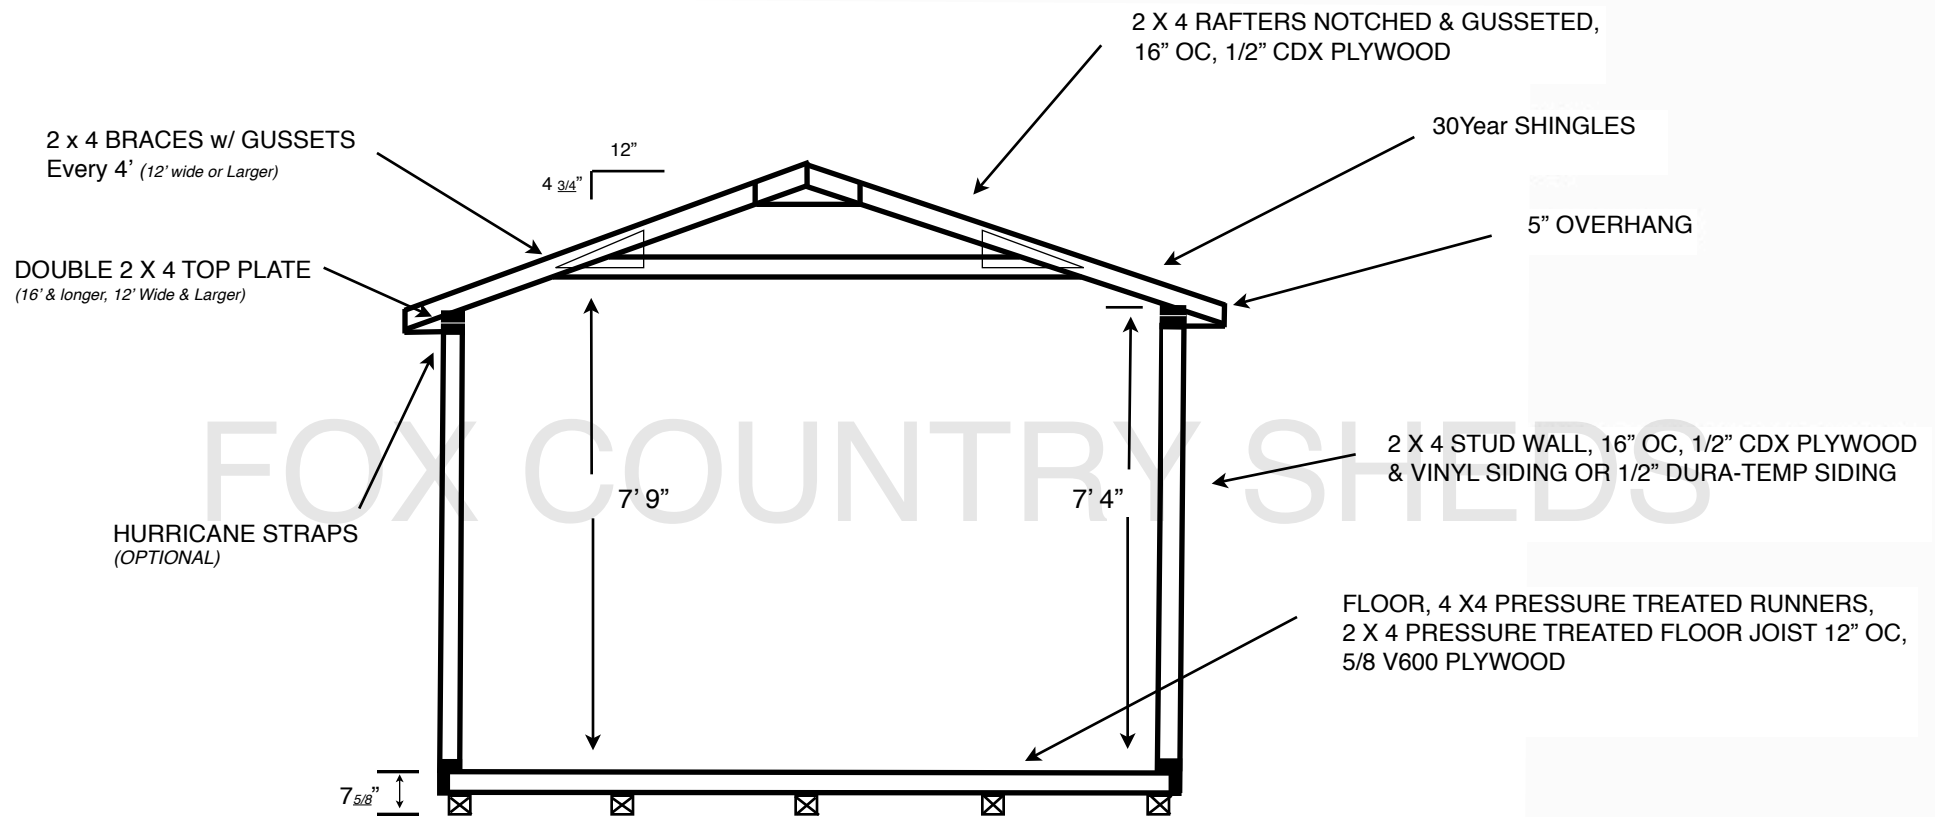 2 X 4 RAFTERS NOTCHED & GUSSETED,
16” OC, 1/2” CDX PLYWOOD
2 x 4 BRACES w/ GUSSETS
Every 4’ (12’ wide or Larger)
30Year SHINGLES
12”
4 3/4”
5” OVERHANG
DOUBLE 2 X 4 TOP PLATE
(16’ & longer, 12’ Wide & Larger)
FOX COUNTRY SHEDS
2 X 4 STUD WALL, 16” OC, 1/2” CDX PLYWOOD
& VINYL SIDING OR 1/2” DURA-TEMP SIDING
7’ 9”
7’ 4”
HURRICANE STRAPS
(OPTIONAL)
FLOOR, 4 X4 PRESSURE TREATED RUNNERS,
2 X 4 PRESSURE TREATED FLOOR JOIST 12” OC,
5/8 V600 PLYWOOD
7 5/8”